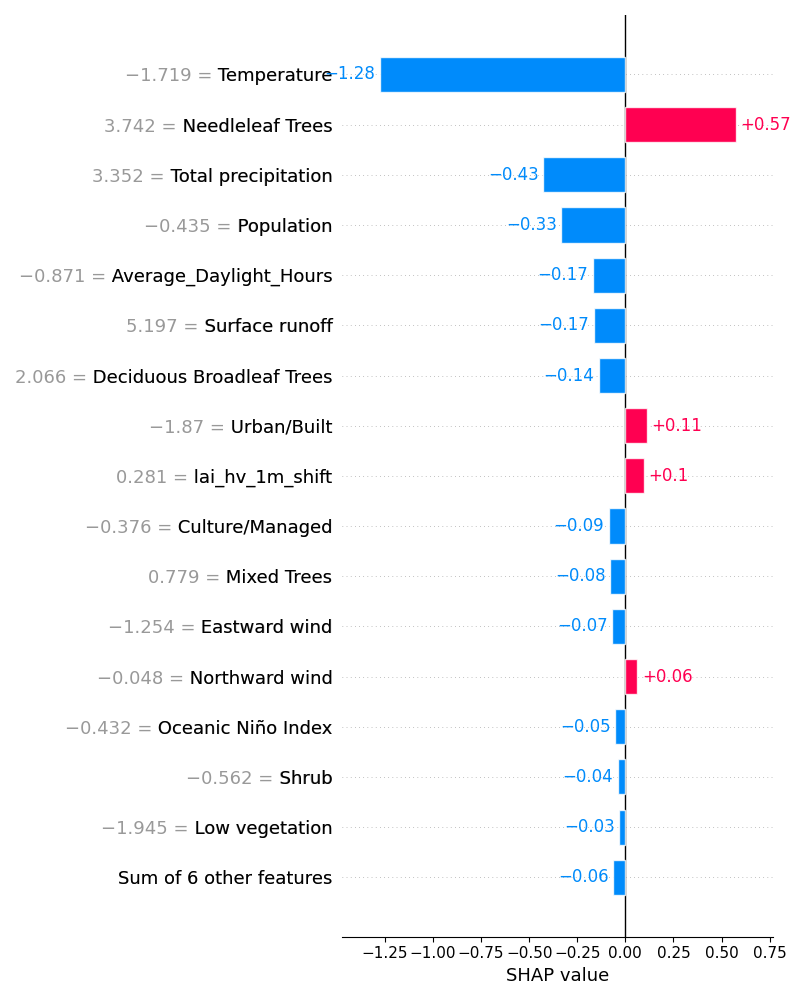 −1.719 = Temperature −1.28
3.742 = Needleleaf Trees +0.57
3.352 = Total precipitation −0.43
−0.435 = Population −0.33
−0.871 = Average_Daylight_Hours −0.17
5.197 = Surface runoff −0.17
2.066 = Deciduous Broadleaf Trees −0.14
−1.87 = Urban/Built +0.11
0.281 = lai_hv_1m_shift +0.1
−0.376 = Culture/Managed −0.09
0.779 = Mixed Trees −0.08
−1.254 = Eastward wind −0.07
−0.048 = Northward wind +0.06
−0.432 = Oceanic Niño Index −0.05
−0.562 = Shrub −0.04
−1.945 = Low vegetation −0.03
Sum of 6 other features −0.06
−1.25 −1.00 −0.75 −0.50 −0.25 0.00 0.25 0.50 0.75
SHAP value